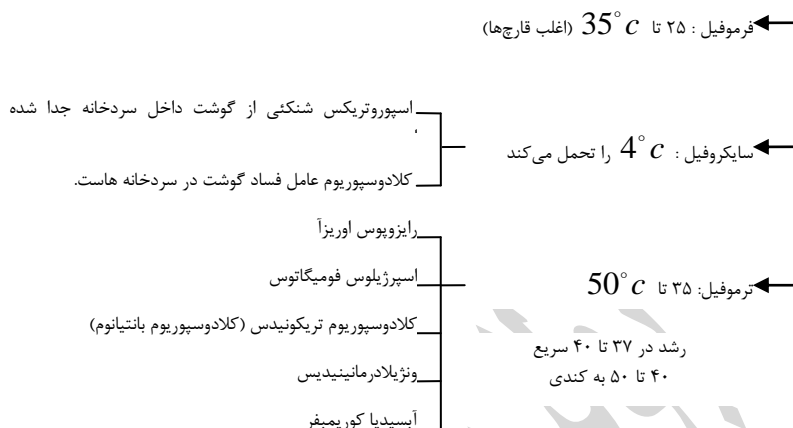 فرموفیل : ۲۵ تا 35°c (اغلب قارچ‌ها)
سایکروفیل : 4°c را تحمل می‌کند
اسپوروتریکس شنکئی از گوشت داخل سردخانه جدا شده
،
کلادوسپوریوم عامل فساد گوشت در سردخانه هاست.
ترموفیل: ۳۵ تا 50°c
رشد در ۳۷ تا ۴۰ سریع
۴۰ تا ۵۰ به کندی
رایزوپوس اوریزآ
اسپرژیلوس فومیگاتوس
کلادوسپوریوم تریکونیدس (کلادوسپوریوم بانتیانوم)
ونژیلادرمانینیدیس
آبسیدیا کوریمبفر